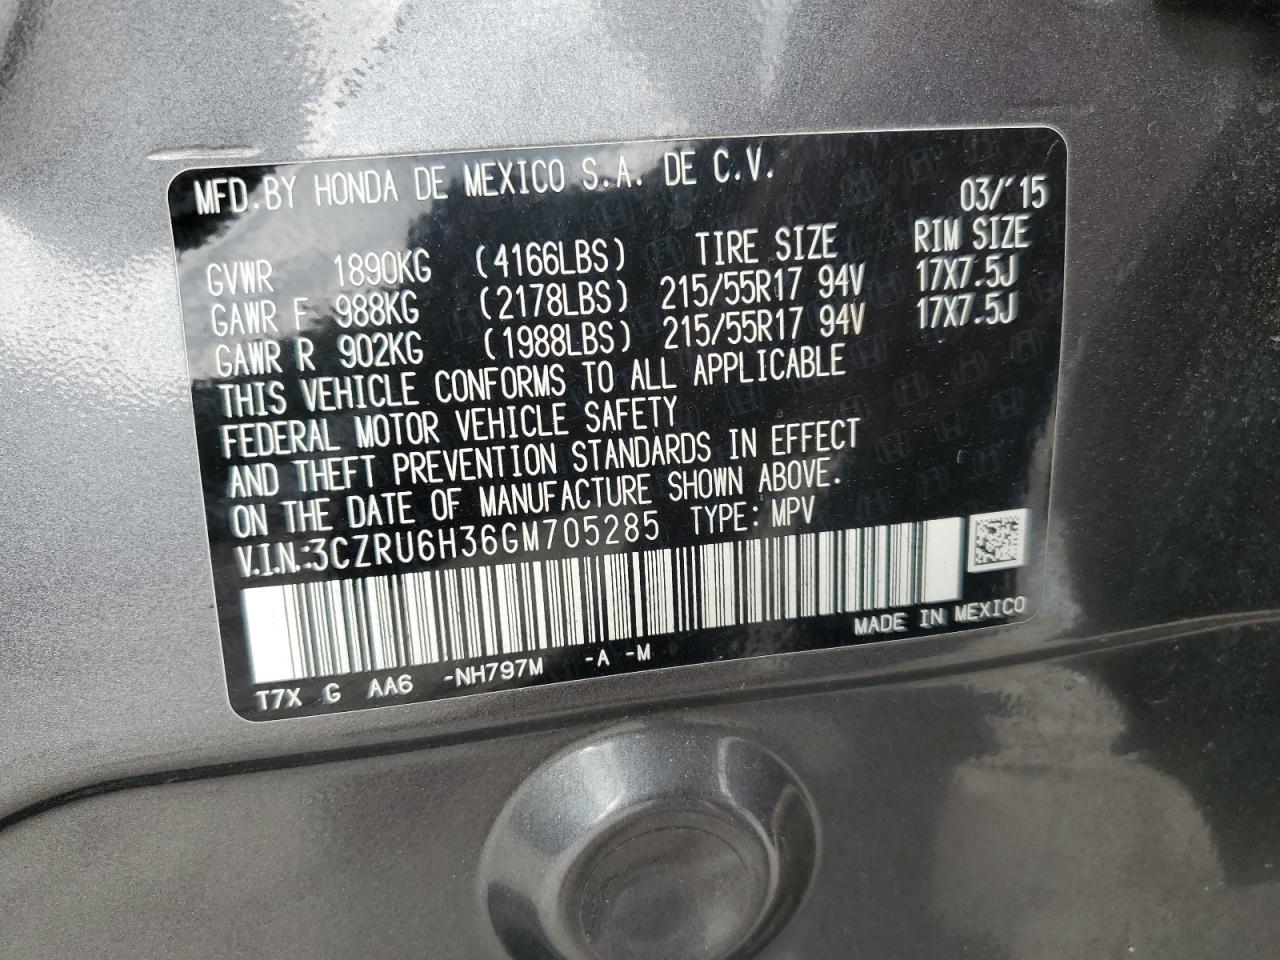 MFD.BY HONDA DE MEXICO S.A. DE C.V.
03/'15
GVWR 1890KG (4166LBS) TIRE SIZE RIM SIZE
GAWR F 988KG (2178LBS) 215/55R17 94V 17X7.5J
GAWR R 902KG (1988LBS) 215/55R17 94V 17X7.5J
THIS VEHICLE CONFORMS TO ALL APPLICABLE
FEDERAL MOTOR VEHICLE SAFETY
AND THEFT PREVENTION STANDARDS IN EFFECT
ON THE DATE OF MANUFACTURE SHOWN ABOVE.
V.I.N.:3CZRU6H36GM705285 TYPE: MPV
MADE IN MEXICO
T7X G AA6 -NH797M -A -M